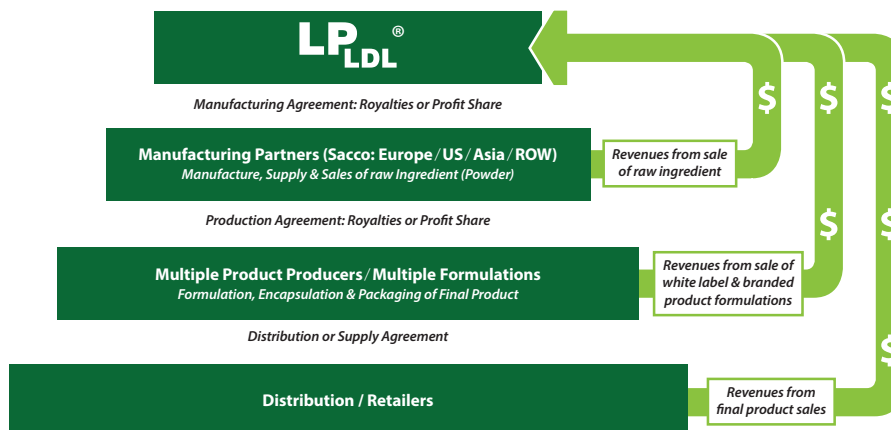 LP LDL ®
Manufacturing Agreement: Royalties or Profit Share
Manufacturing Partners (Sacco: Europe/US/Asia/ROW)
Manufacture, Supply & Sales of raw Ingredient (Powder)
Revenues from sale
of raw ingredient
$ $ $
Production Agreement: Royalties or Profit Share
Multiple Product Producers/Multiple Formulations
Formulation, Encapsulation & Packaging of Final Product
Revenues from sale of
white label & branded
product formulations
$ $
Distribution or Supply Agreement
Distribution / Retailers
Revenues from
final product sales
$